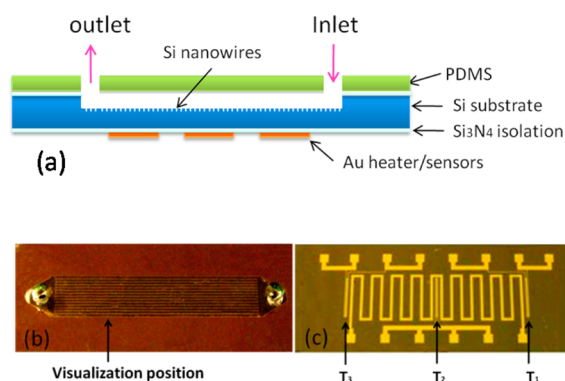 outlet
Inlet
Si nanowires
PDMS
Si substrate
Si3N4 isolation
Au heater/sensors
(a)
(b)
(c)
Visualization position
T3
T2
T1